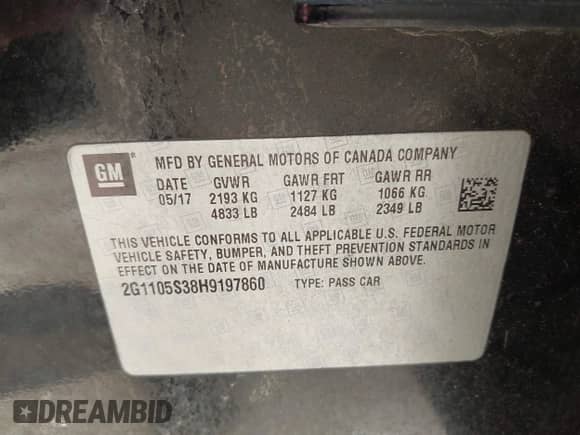 GM ® MFD BY GENERAL MOTORS OF CANADA COMPANY
DATE GVWR GAWR FRT GAWR RR
05/17 2193 KG 1127 KG 1066 KG
4833 LB 2484 LB 2349 LB
THIS VEHICLE CONFORMS TO ALL APPLICABLE U.S. FEDERAL MOTOR
VEHICLE SAFETY, BUMPER, AND THEFT PREVENTION STANDARDS IN
EFFECT ON THE DATE OF MANUFACTURE SHOWN ABOVE.
2G1105S38H9197860 TYPE: PASS CAR
DREAMBID